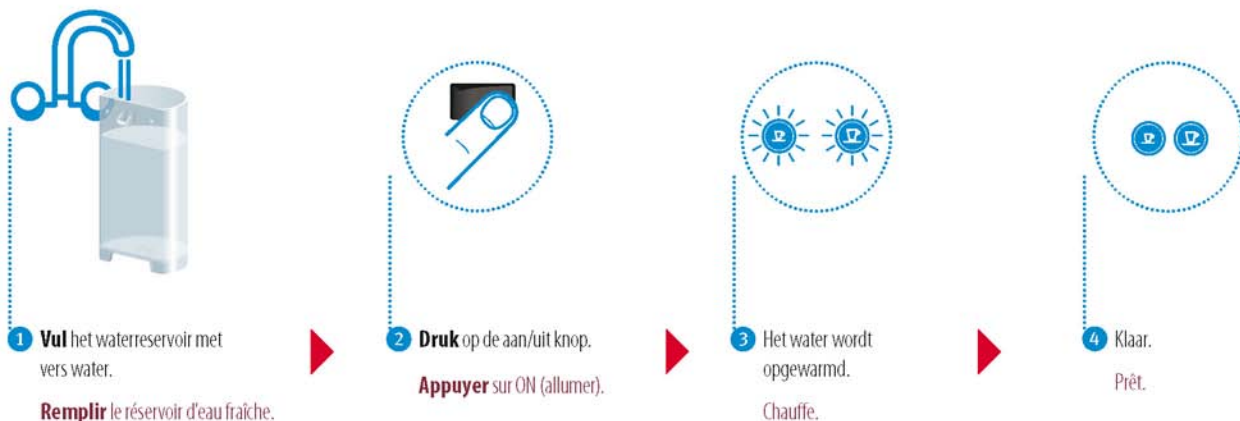 1 Vul het waterreservoir met
vers water.
Remplir le réservoir d'eau fraîche.
2 Druk op de aan/uit knop.
Appuyer sur ON (allumer).
3 Het water wordt
opgewarmd.
Chauffe.
4 Klaar.
Prêt.